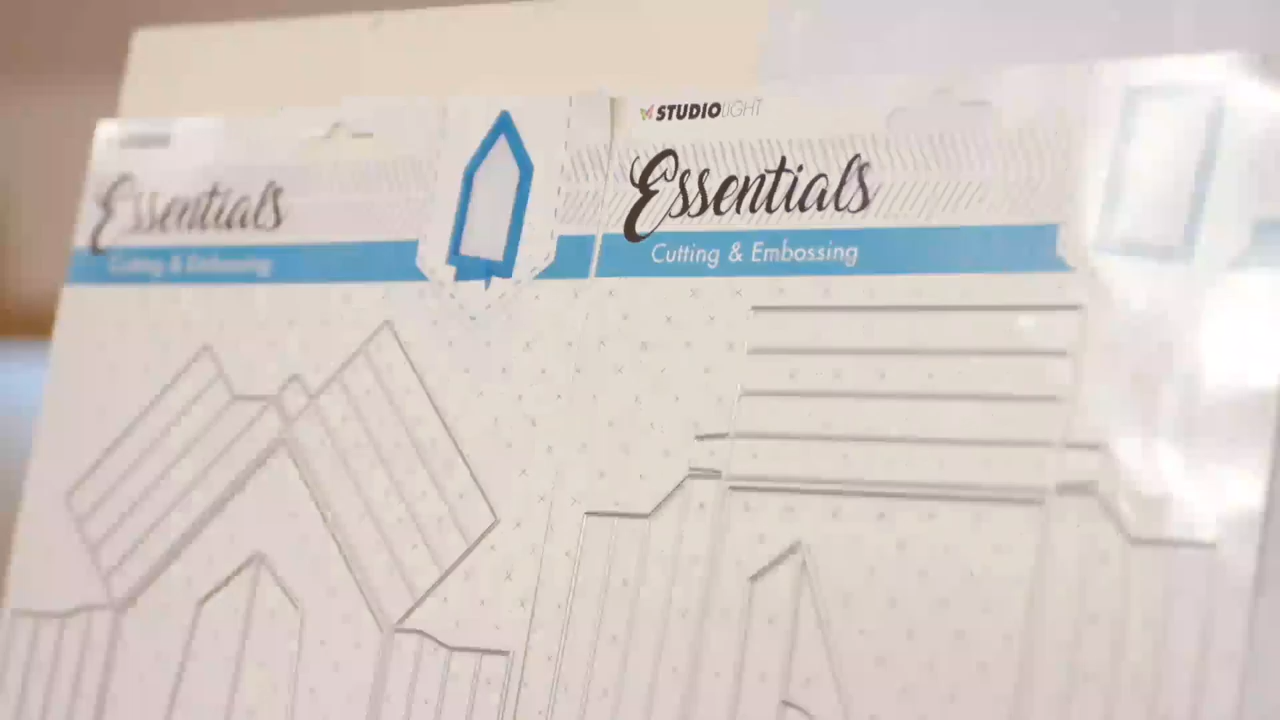 Essentials
Cutting & Embossing
STUDIOLIGHT
Essentials
Cutting & Embossing